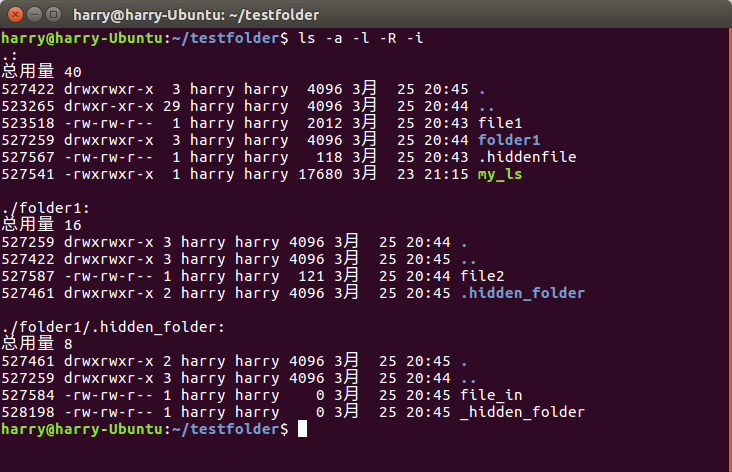 harry@harry-Ubuntu: ~/testfolder
harry@harry-Ubuntu:~/testfolder$ ls -a -l -R -i
.:
总用量 40
527422 drwxrwxr-x  3 harry harry  4096 3月  25 20:45 .
523265 drwxr-xr-x 29 harry harry  4096 3月  25 20:44 ..
523518 -rw-rw-r--  1 harry harry  2012 3月  25 20:43 file1
527259 drwxrwxr-x  3 harry harry  4096 3月  25 20:44 folder1
527567 -rw-rw-r--  1 harry harry   118 3月  25 20:43 .hiddenfile
527541 -rwxrwxr-x  1 harry harry 17680 3月  23 21:15 my_ls
./folder1:
总用量 16
527259 drwxrwxr-x 3 harry harry 4096 3月  25 20:44 .
527422 drwxrwxr-x 3 harry harry 4096 3月  25 20:45 ..
527587 -rw-rw-r-- 1 harry harry  121 3月  25 20:44 file2
527461 drwxrwxr-x 2 harry harry 4096 3月  25 20:45 .hidden_folder
./folder1/.hidden_folder:
总用量 8
527461 drwxrwxr-x 2 harry harry 4096 3月  25 20:45 .
527259 drwxrwxr-x 3 harry harry 4096 3月  25 20:44 ..
527584 -rw-rw-r-- 1 harry harry    0 3月  25 20:45 file_in
528198 -rw-rw-r-- 1 harry harry    0 3月  25 20:45 _hidden_folder
harry@harry-Ubuntu:~/testfolder$